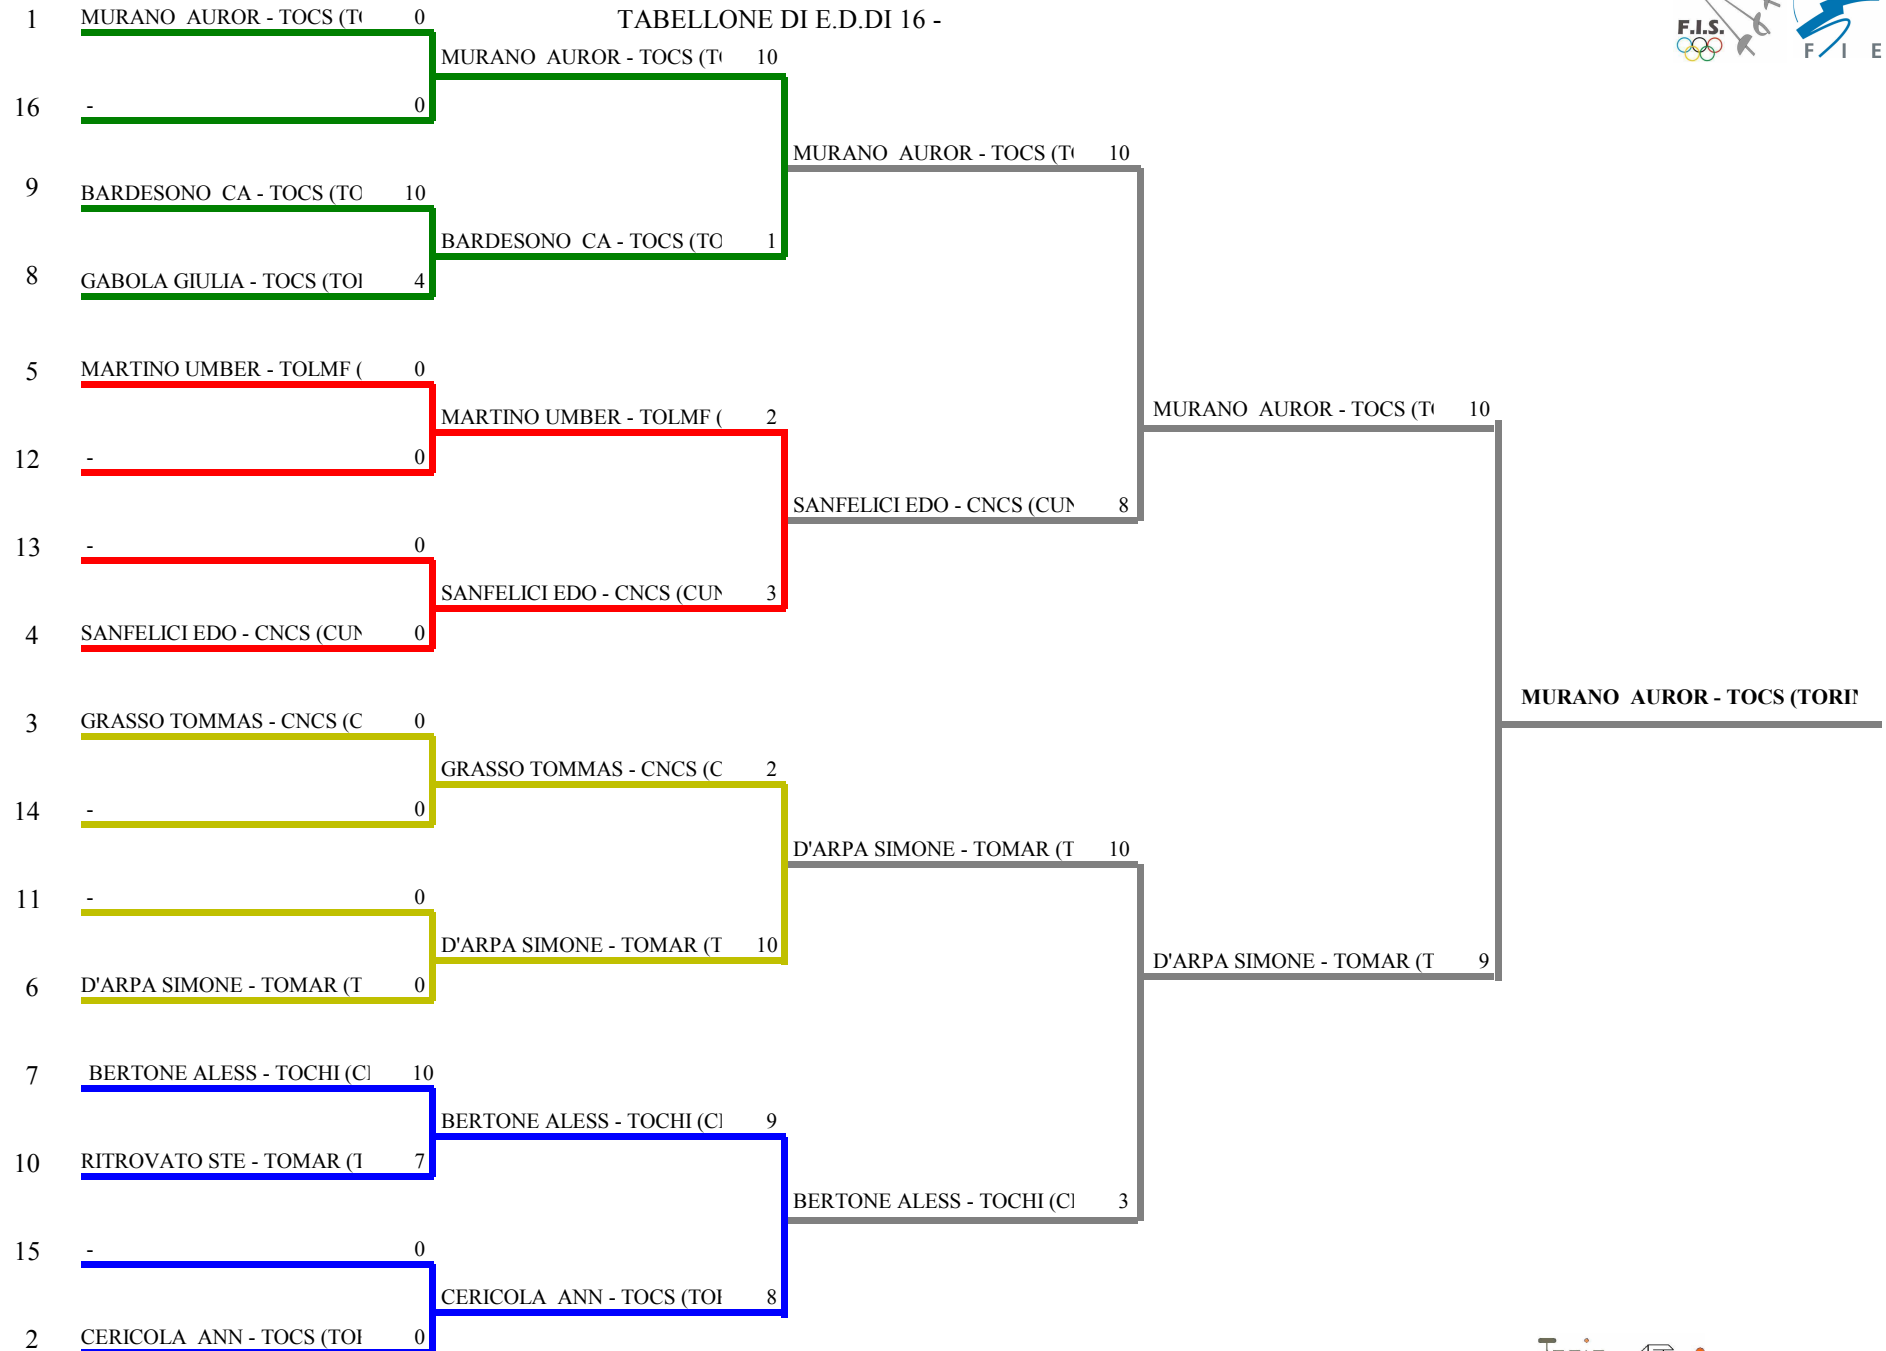 TABELLONE DI E.D.DI 16 -
F.I.S.
F I E
1 MURANO AUROR - TOCS (T 0
MURANO AUROR - TOCS (T 10
16 - 0
MURANO AUROR - TOCS (T 10
9 BARDESONO CA - TOCS (TO 10
BARDESONO CA - TOCS (TO 1
8 GABOLA GIULIA - TOCS (TO 4
5 MARTINO UMBER - TOLMF ( 0
MURANO AUROR - TOCS (T 10
MARTINO UMBER - TOLMF ( 2
12 - 0
SANFELICI EDO - CNCS (CUN 8
13 - 0
SANFELICI EDO - CNCS (CUN 3
4 SANFELICI EDO - CNCS (CUN 0
MURANO AUROR - TOCS (TORIN
3 GRASSO TOMMAS - CNCS (C 0
GRASSO TOMMAS - CNCS (C 2
14 - 0
D'ARPA SIMONE - TOMAR (T 10
11 - 0
D'ARPA SIMONE - TOMAR (T 10
D'ARPA SIMONE - TOMAR (T 9
6 D'ARPA SIMONE - TOMAR (T 0
7 BERTONE ALESS - TOCHI (C 10
BERTONE ALESS - TOCHI (C 9
10 RITROVATO STE - TOMAR (T 7
BERTONE ALESS - TOCHI (C 3
15 - 0
CERICOLA ANN - TOCS (TO 8
2 CERICOLA ANN - TOCS (TO 0